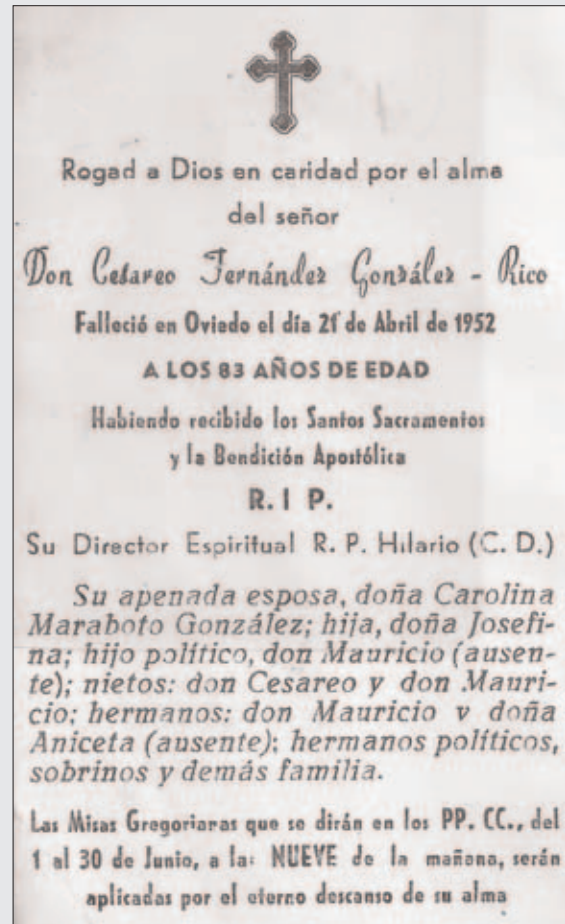 Rogad a Dios en caridad por el alma
del señor
Don Cesareo Fernández González - Rico
Falleció en Oviedo el día 21 de Abril de 1952
A LOS 83 AÑOS DE EDAD
Habiendo recibido los Santos Sacramentos
y la Bendición Apostólica
R. I P.
Su Director Espiritual R. P. Hilario (C. D.)
Su apenada esposa, doña Carolina
Maraboto González; hija, doña Josefi-
na; hijo político, don Mauricio (ausen-
te); nietos: don Cesareo y don Mauri-
cio; hermanos: don Mauricio y doña
Aniceta (ausente); hermanos políticos,
sobrinos y demás familia.
Las Misas Gregorianas que se dirán en los PP. CC., del
1 al 30 de Junio, a las NUEVE de la mañana, serán
aplicadas por el eterno descanso de su alma